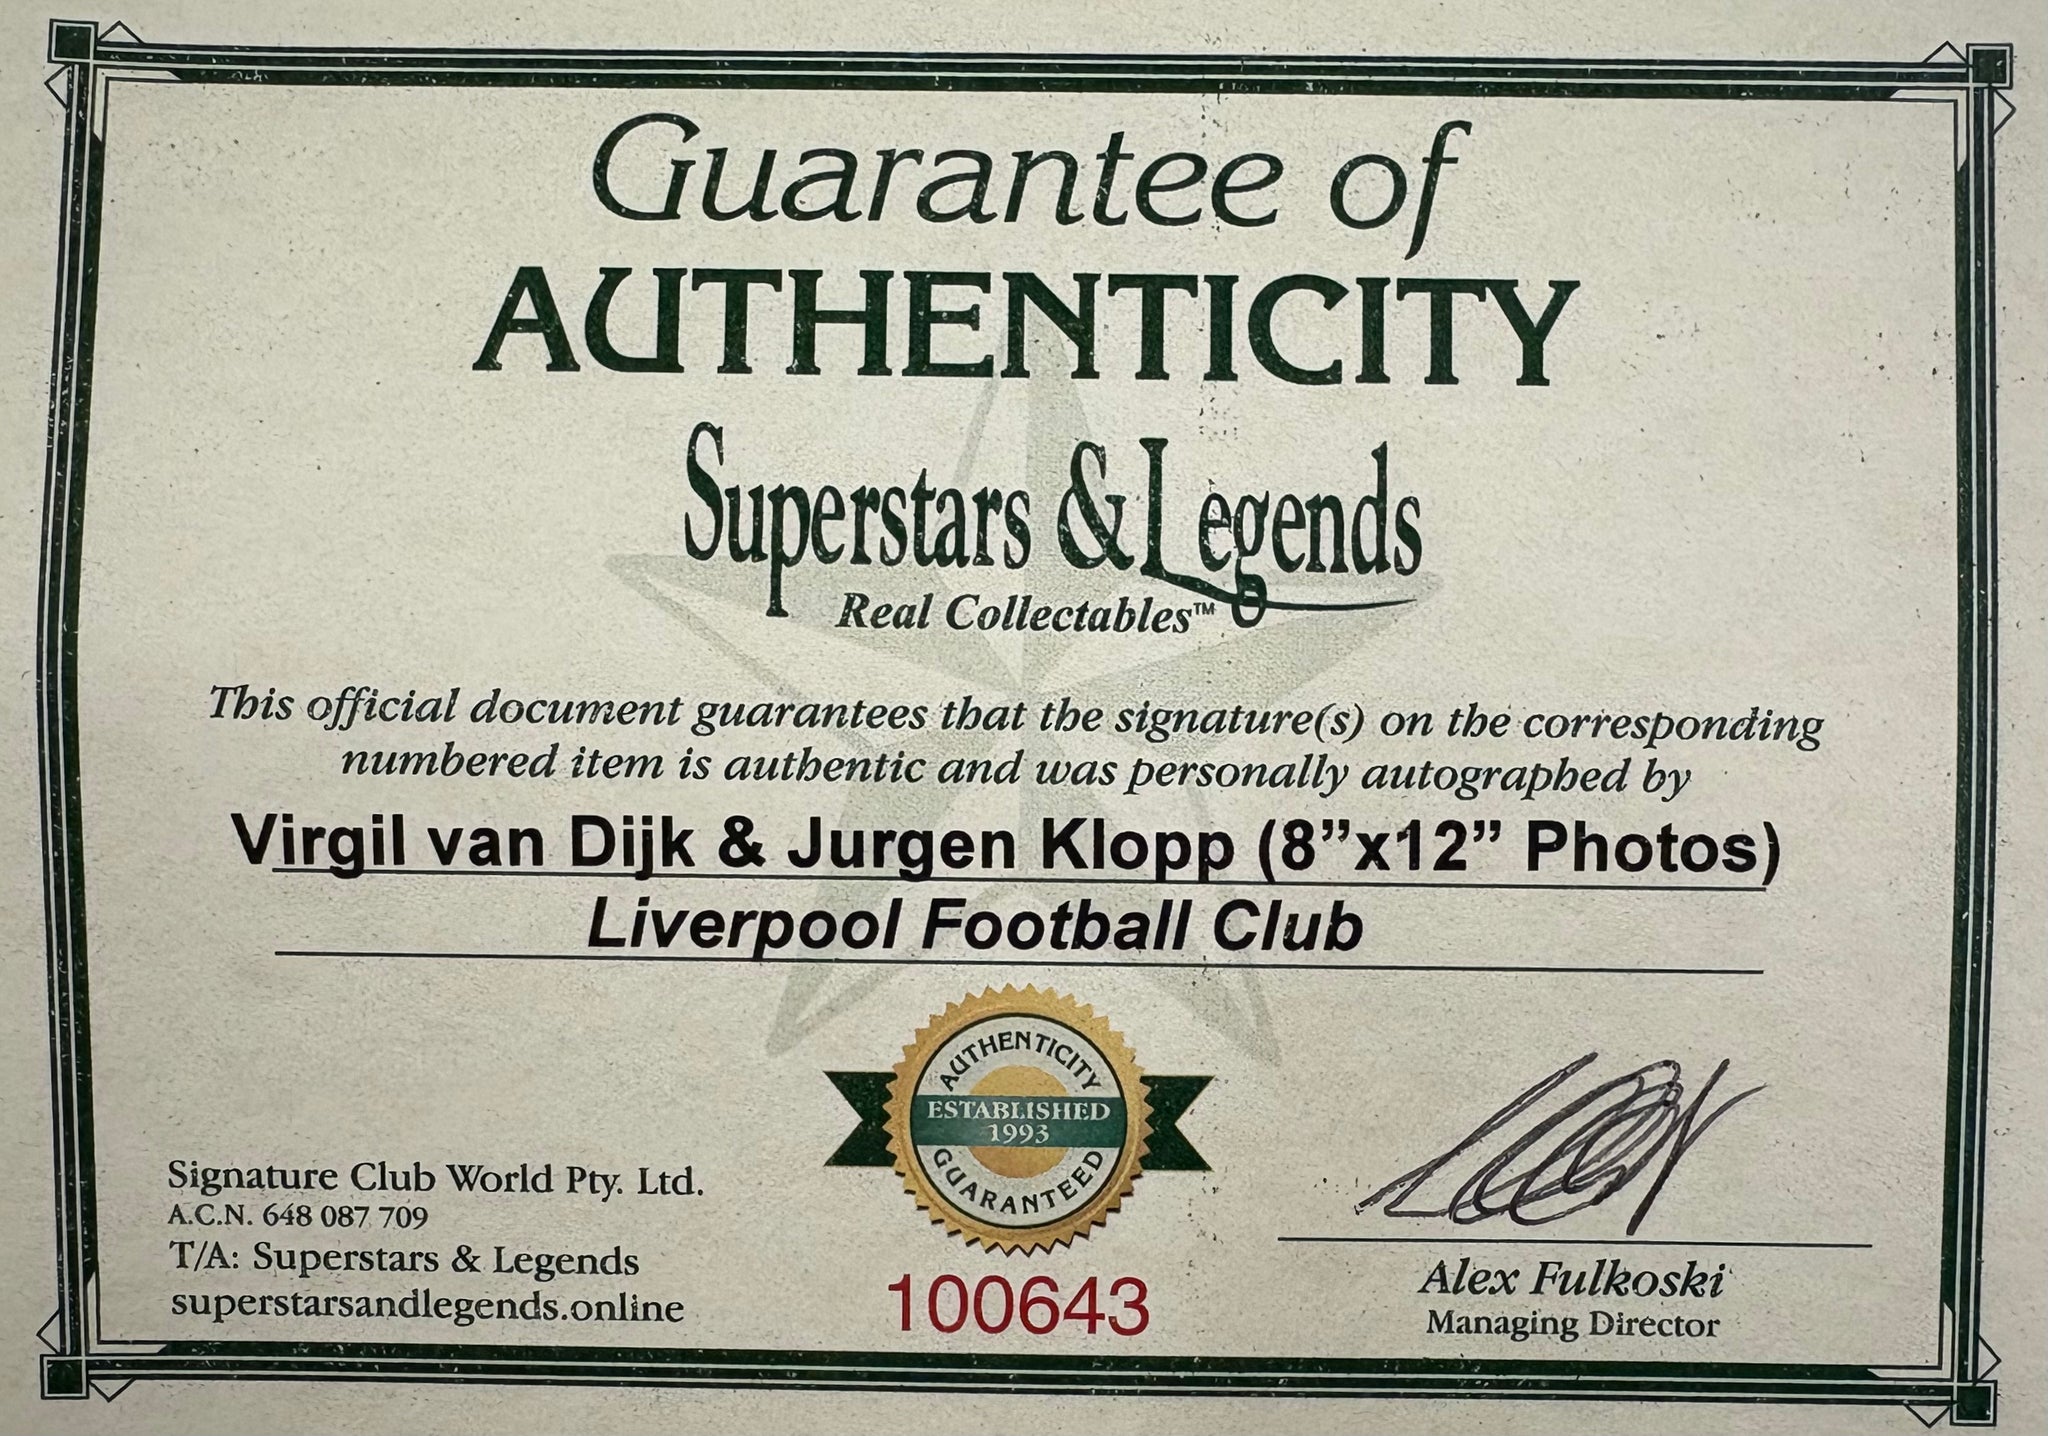 Guarantee of
AUTHENTICITY
Superstars & Legends
Real Collectables™
This official document guarantees that the signature(s) on the corresponding
numbered item is authentic and was personally autographed by
Virgil van Dijk & Jurgen Klopp (8”x12” Photos)
Liverpool Football Club
AUTHENTICITY
ESTABLISHED
1993
GUARANTEED
Signature Club World Pty. Ltd.
A.C.N. 648 087 709
T/A: Superstars & Legends
superstarsandlegends.online
100643
Alex Fulkoski
Managing Director